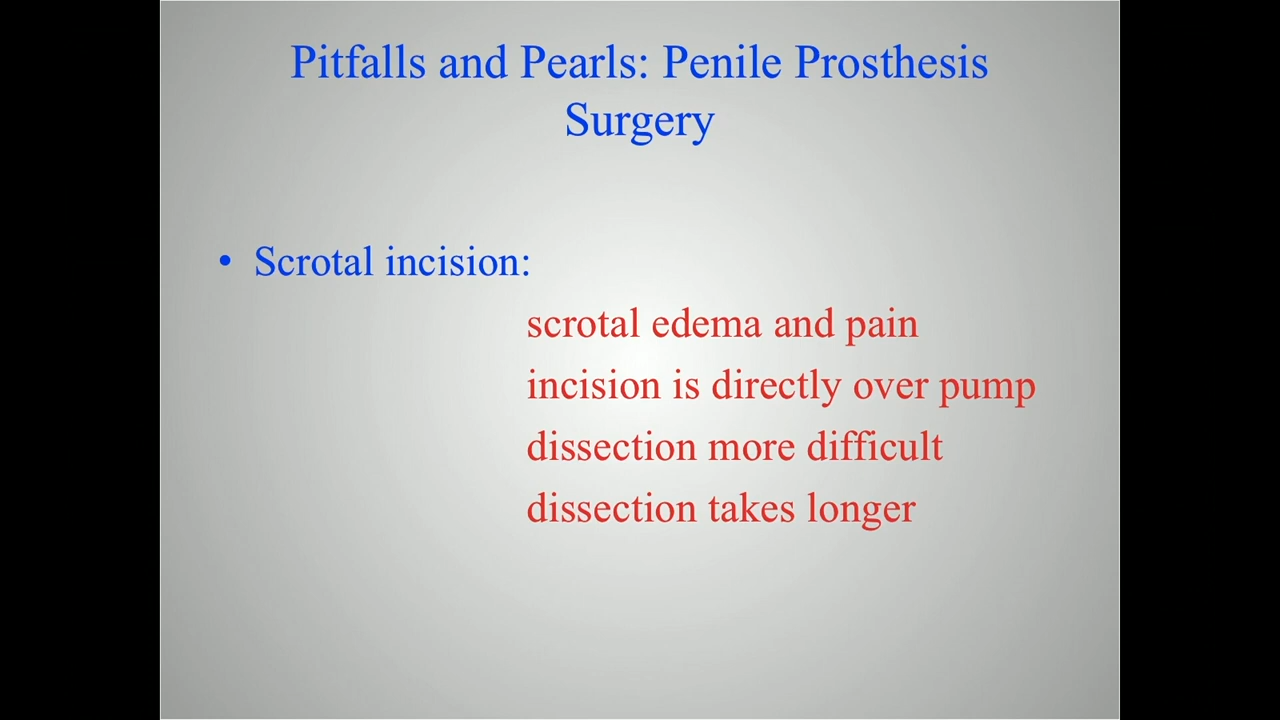 Pitfalls and Pearls: Penile Prosthesis
Surgery
• Scrotal incision:
scrotal edema and pain
incision is directly over pump
dissection more difficult
dissection takes longer